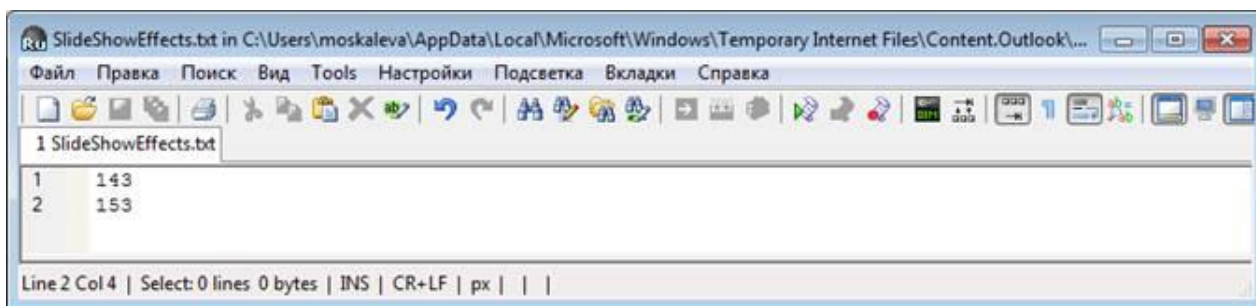 SlideShowEffects.txt in C:\Users\moskaleva\AppData\Local\Microsoft\Windows\Temporary Internet Files\Content.Outlook\...
Файл Правка Поиск Вид Tools Настройки Подсветка Вкладки Справка
1 SlideShowEffects.txt
1 143
2 153
Line 2 Col 4 | Select: 0 lines 0 bytes | INS | CR+LF | px | | |